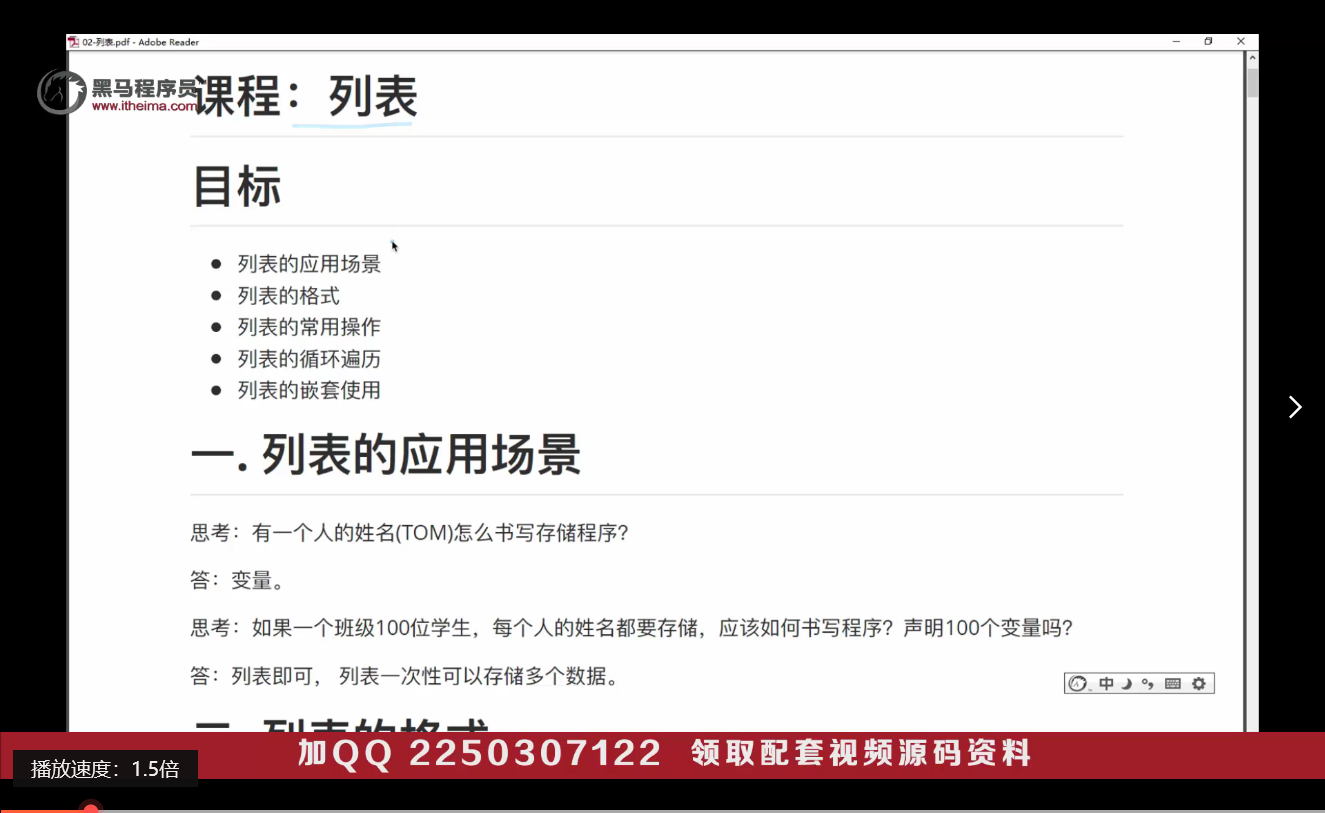 02-列表.pdf - Adobe Reader
黑马程序员
www.itheima.com
课程：列表
目标
列表的应用场景
列表的格式
列表的常用操作
列表的循环遍历
列表的嵌套使用
一. 列表的应用场景
思考：有一个人的姓名(TOM)怎么书写存储程序？
答：变量。
思考：如果一个班级100位学生，每个人的姓名都要存储，应该如何书写程序？声明100个变量吗？
答：列表即可， 列表一次性可以存储多个数据。
中
二. 列表的格式
加QQ 2250307122 领取配套视频源码资料
播放速度：1.5倍